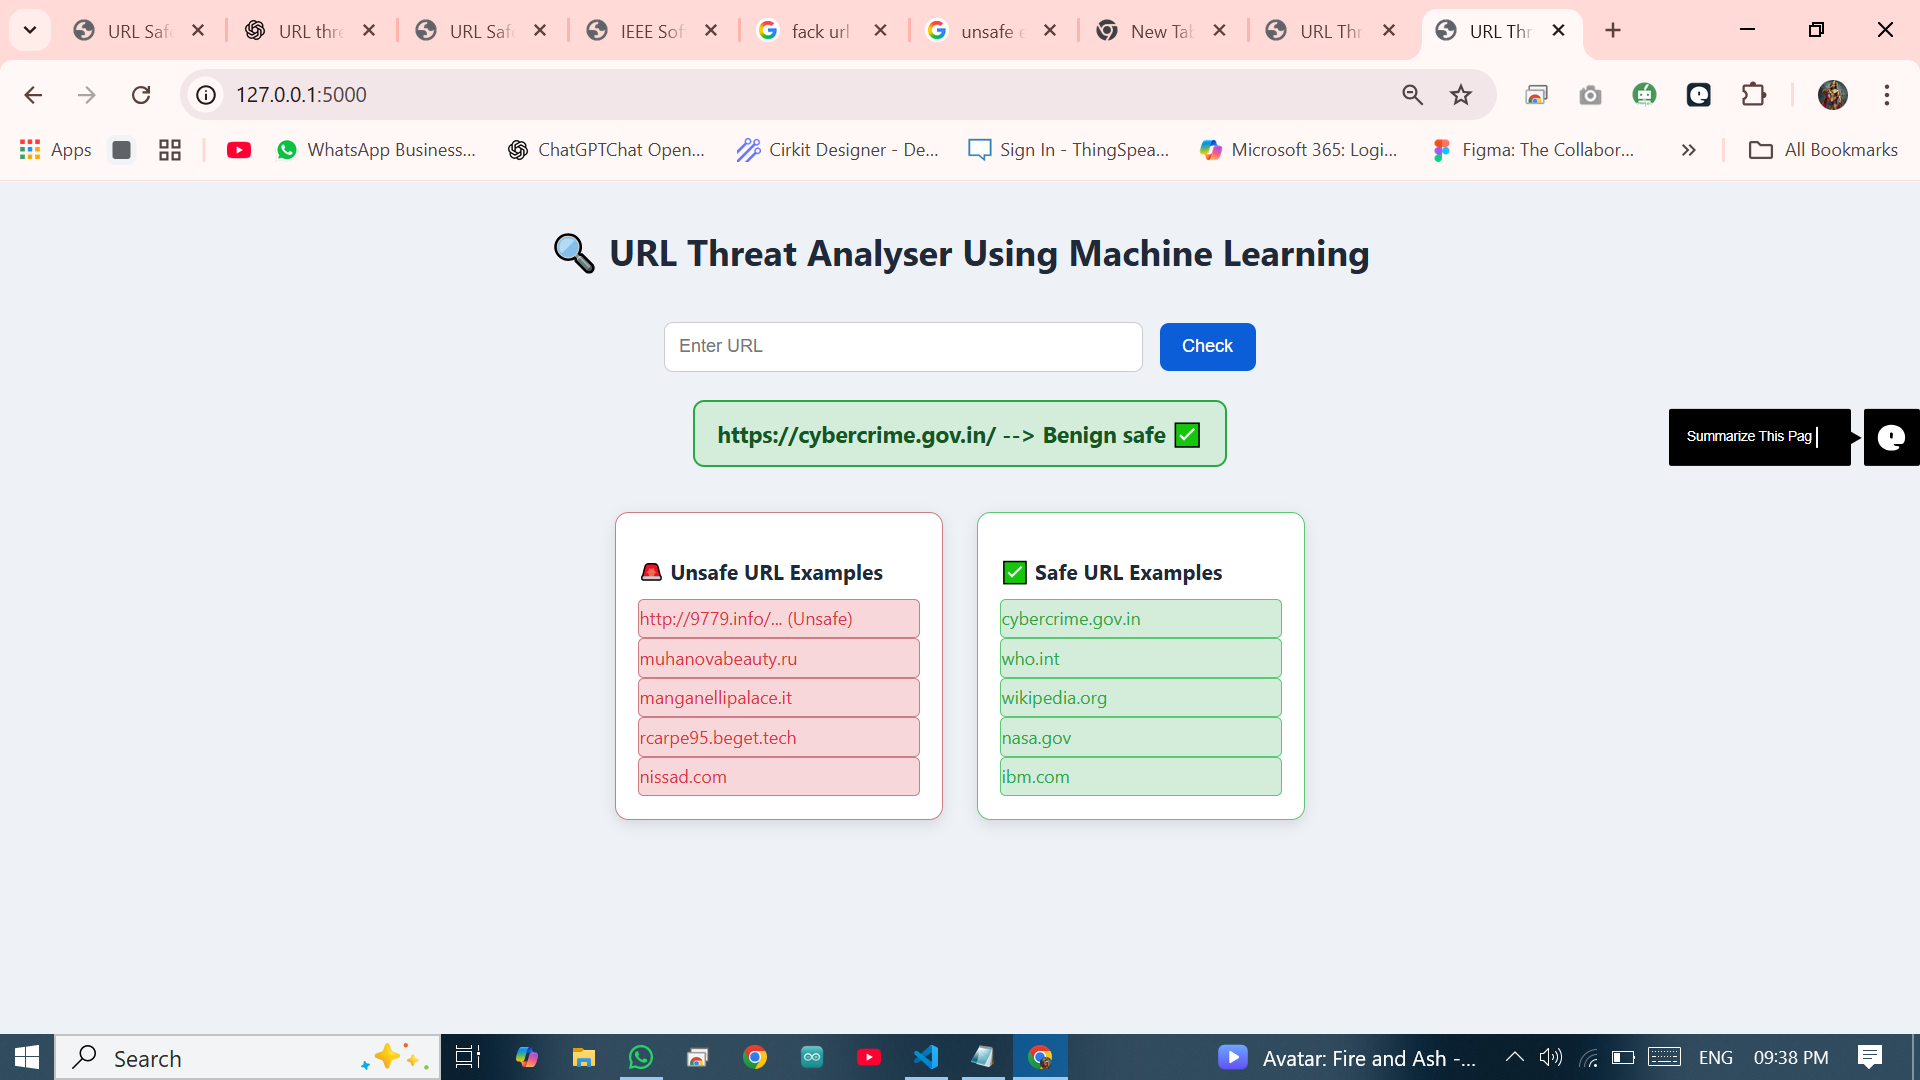 URL Safe
URL thre
URL Safe
IEEE Sof
fack url
unsafe e
New Tab
URL Thr
URL Thr
127.0.0.1:5000
Apps
WhatsApp Business...
ChatGPTChat Open...
Cirkit Designer - De...
Sign In - ThingSpea...
Microsoft 365: Logi...
Figma: The Collabor...
All Bookmarks
URL Threat Analyser Using Machine Learning
Enter URL
Check
https://cybercrime.gov.in/ --> Benign safe
Summarize This Pag
Unsafe URL Examples
http://9779.info/... (Unsafe)
muhanovabeauty.ru
manganellipalace.it
rcarpe95.beget.tech
nissad.com
Safe URL Examples
cybercrime.gov.in
who.int
wikipedia.org
nasa.gov
ibm.com
Search
Avatar: Fire and Ash -...
ENG
09:38 PM